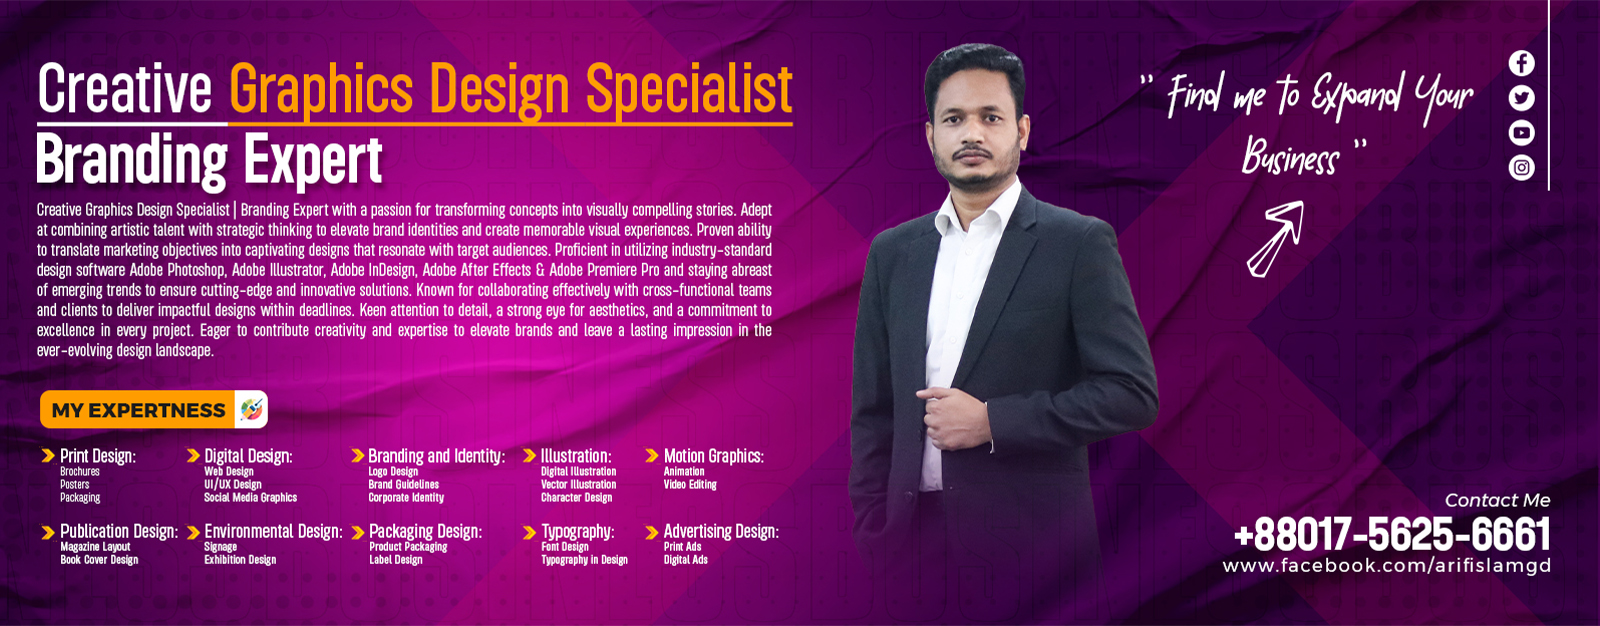 Creative Graphics Design Specialist
Branding Expert
Creative Graphics Design Specialist | Branding Expert with a passion for transforming concepts into visually compelling stories. Adept
at combining artistic talent with strategic thinking to elevate brand identities and create memorable visual experiences. Proven ability
to translate marketing objectives into captivating designs that resonate with target audiences. Proficient in utilizing industry-standard
design software Adobe Photoshop, Adobe Illustrator, Adobe InDesign, Adobe After Effects & Adobe Premiere Pro and staying abreast
of emerging trends to ensure cutting-edge and innovative solutions. Known for collaborating effectively with cross-functional teams
and clients to deliver impactful designs within deadlines. Keen attention to detail, a strong eye for aesthetics, and a commitment to
excellence in every project. Eager to contribute creativity and expertise to elevate brands and leave a lasting impression in the
ever-evolving design landscape.
MY EXPERTNESS
Print Design:
Brochures
Posters
Packaging
Digital Design:
Web Design
UI/UX Design
Social Media Graphics
Branding and Identity:
Logo Design
Brand Guidelines
Corporate Identity
Illustration:
Digital Illustration
Vector Illustration
Character Design
Motion Graphics:
Animation
Video Editing
Publication Design:
Magazine Layout
Book Cover Design
Environmental Design:
Signage
Exhibition Design
Packaging Design:
Product Packaging
Label Design
Typography:
Font Design
Typography in Design
Advertising Design:
Print Ads
Digital Ads
" Find me to Expand Your
Business "
Contact Me
+88017-5625-6661
www.facebook.com/arifislamgd